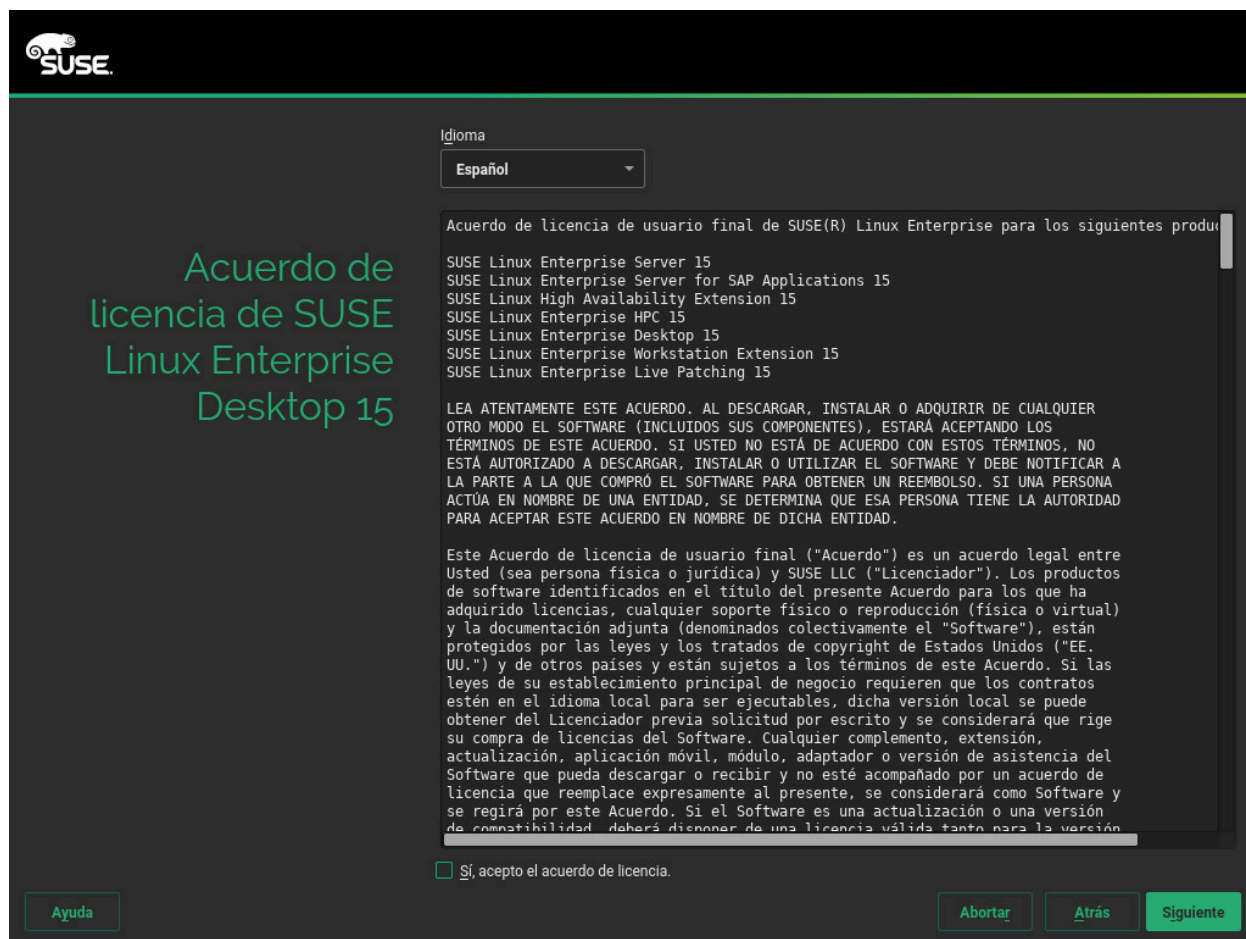 SUSE.
Idioma
Español
Acuerdo de
licencia de SUSE
Linux Enterprise
Desktop 15
Acuerdo de licencia de usuario final de SUSE(R) Linux Enterprise para los siguientes
SUSE Linux Enterprise Server 15
SUSE Linux Enterprise Server for SAP Applications 15
SUSE Linux High Availability Extension 15
SUSE Linux Enterprise HPC 15
SUSE Linux Enterprise Desktop 15
SUSE Linux Enterprise Workstation Extension 15
SUSE Linux Enterprise Live Patching 15
LEA ATENTAMENTE ESTE ACUERDO. AL DESCARGAR, INSTALAR O ADQUIRIR DE CUALQUIER
OTRO MODO EL SOFTWARE (INCLUIDOS SUS COMPONENTES), ESTARÁ ACEPTANDO LOS
TÉRMINOS DE ESTE ACUERDO. SI USTED NO ESTÁ DE ACUERDO CON ESTOS TÉRMINOS, NO
ESTÁ AUTORIZADO A DESCARGAR, INSTALAR O UTILIZAR EL SOFTWARE Y DEBE NOTIFICAR A
LA PARTE A LA QUE COMPRÓ EL SOFTWARE PARA OBTENER UN REEMBOLSO. SI UNA PERSONA
ACTÚA EN NOMBRE DE UNA ENTIDAD, SE DETERMINA QUE ESA PERSONA TIENE LA AUTORIDAD
PARA ACEPTAR ESTE ACUERDO EN NOMBRE DE DICHA ENTIDAD.
Este Acuerdo de licencia de usuario final ("Acuerdo") es un acuerdo legal entre
Usted (sea persona física o jurídica) y SUSE LLC ("Licenciador"). Los productos
de software identificados en el título del presente Acuerdo para los que ha
adquirido licencias, cualquier soporte físico o reproducción (física o virtual)
y la documentación adjunta (denominados colectivamente el "Software"), están
protegidos por las leyes y los tratados de copyright de Estados Unidos ("EE.
UU.") y de otros países y están sujetos a los términos de este Acuerdo. Si las
leyes de su establecimiento principal de negocio requieren que los contratos
estén en el idioma local para ser ejecutables, dicha versión local se puede
obtener del Licenciador previa solicitud por escrito y se considerará que rige
su compra de licencias del Software. Cualquier complemento, extensión,
actualización, aplicación móvil, módulo, adaptador o versión de asistencia del
Software que pueda descargar o recibir y no esté acompañado por un acuerdo de
licencia que reemplace expresamente al presente, se considerará como Software y
se regirá por este Acuerdo. Si el Software es una actualización o una versión
de compatibilidad, deberá disponer de una licencia válida tanto para la versión
Sí, acepto el acuerdo de licencia.
Ayuda
Abortar
Atrás
Siguiente